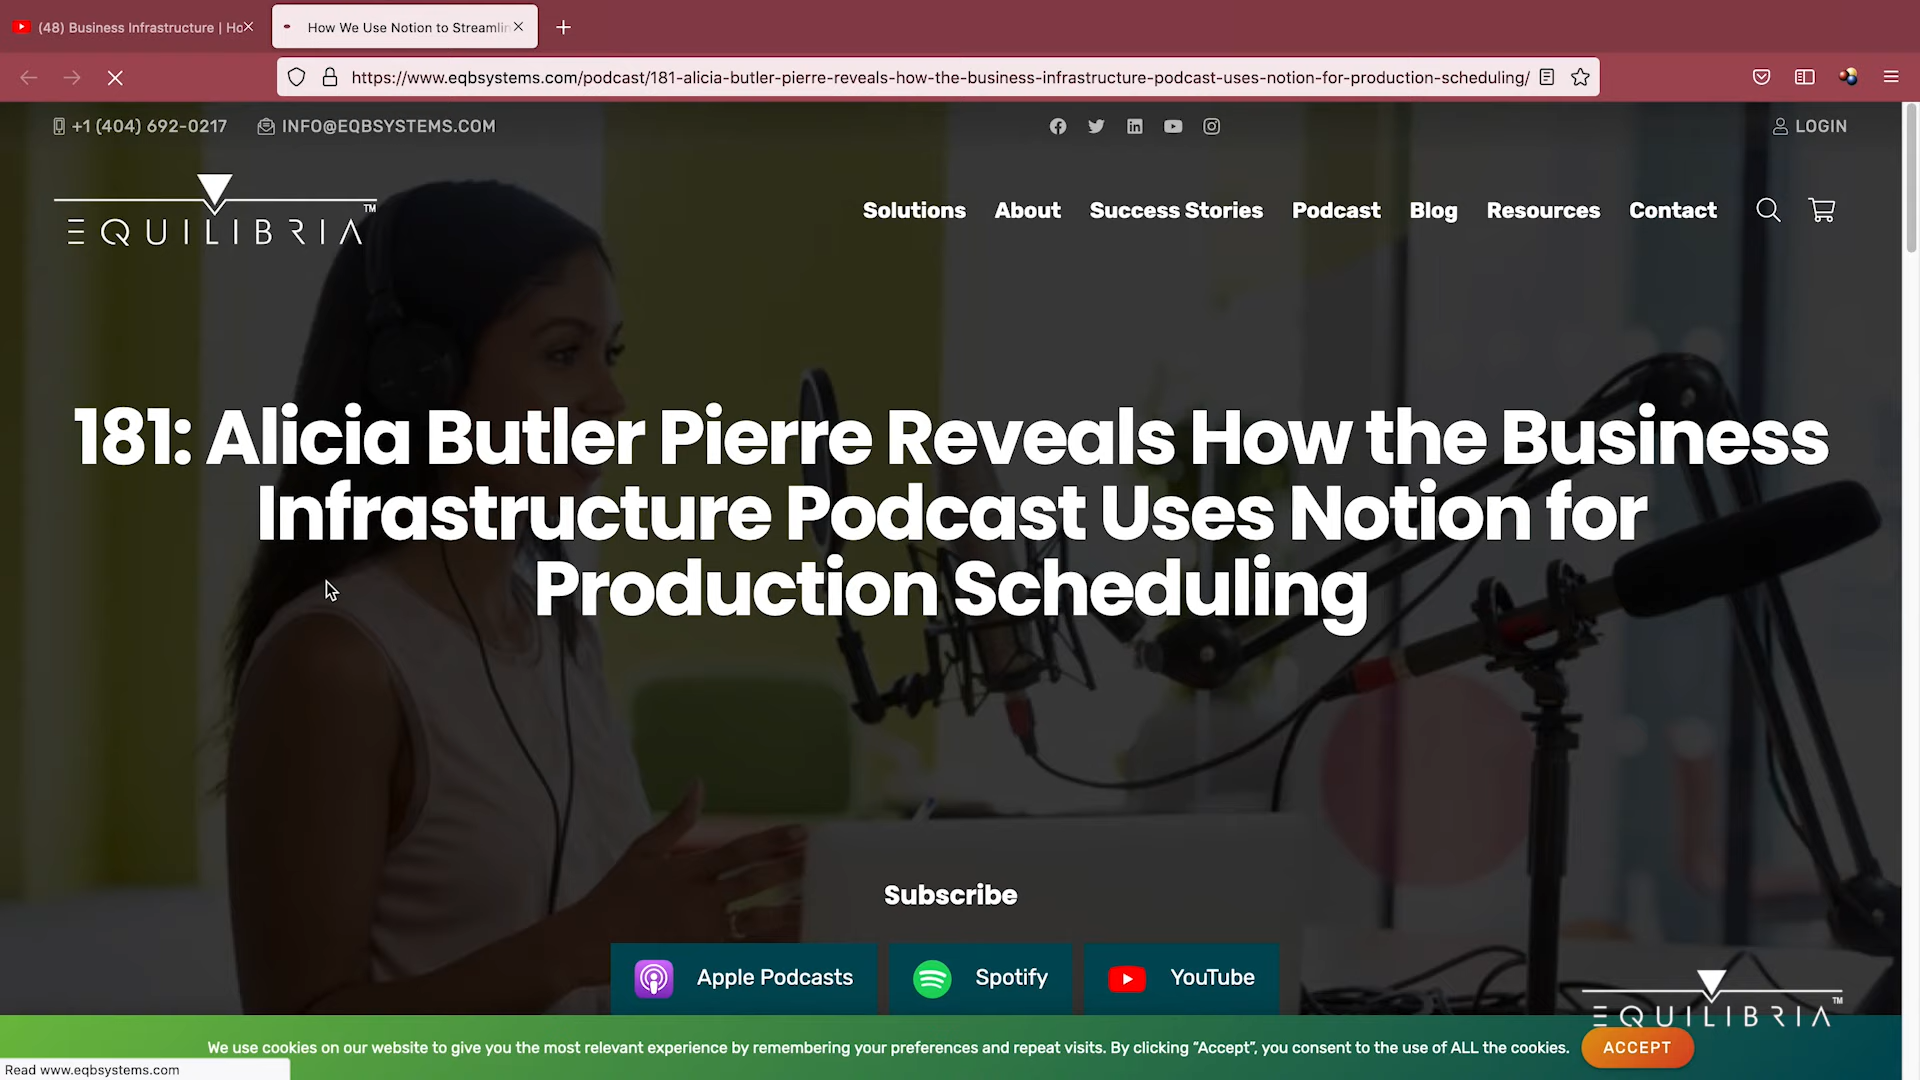 (48) Business Infrastructure | Ho
How We Use Notion to Streamlin
https://www.eqbsystems.com/podcast/181-alicia-butler-pierre-reveals-how-the-business-infrastructure-podcast-uses-notion-for-production-scheduling/
+1 (404) 692-0217
INFO@EQBSYSTEMS.COM
LOGIN
EQUILIBRIA™
Solutions
About
Success Stories
Podcast
Blog
Resources
Contact
181: Alicia Butler Pierre Reveals How the Business
Infrastructure Podcast Uses Notion for
Production Scheduling
Subscribe
Apple Podcasts
Spotify
YouTube
EQUILIBRIA™
We use cookies on our website to give you the most relevant experience by remembering your preferences and repeat visits. By clicking “Accept”, you consent to the use of ALL the cookies.
ACCEPT
Read www.eqbsystems.com